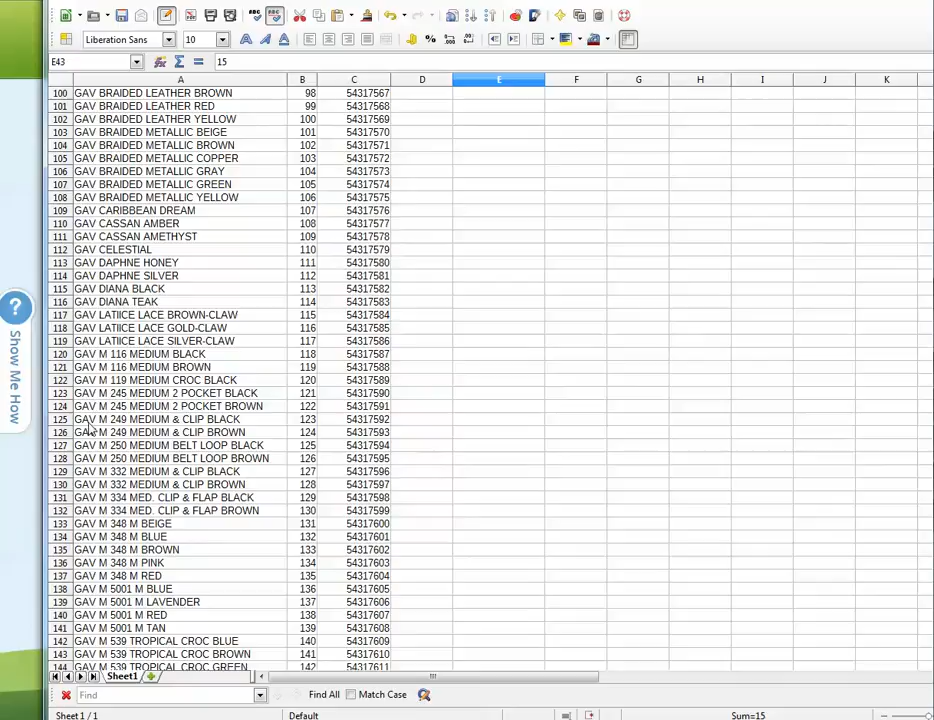 Liberation Sans 10
E43 15
A B C D E F G H I J K
100 GAV BRAIDED LEATHER BROWN 98 54317567
101 GAV BRAIDED LEATHER RED 99 54317568
102 GAV BRAIDED LEATHER YELLOW 100 54317569
103 GAV BRAIDED METALLIC BEIGE 101 54317570
104 GAV BRAIDED METALLIC BROWN 102 54317571
105 GAV BRAIDED METALLIC COPPER 103 54317572
106 GAV BRAIDED METALLIC GRAY 104 54317573
107 GAV BRAIDED METALLIC GREEN 105 54317574
108 GAV BRAIDED METALLIC YELLOW 106 54317575
109 GAV CARIBBEAN DREAM 107 54317576
110 GAV CASSAN AMBER 108 54317577
111 GAV CASSAN AMETHYST 109 54317578
112 GAV CELESTIAL 110 54317579
113 GAV DAPHNE HONEY 111 54317580
114 GAV DAPHNE SILVER 112 54317581
115 GAV DIANA BLACK 113 54317582
116 GAV DIANA TEAK 114 54317583
117 GAV LATIICE LACE BROWN-CLAW 115 54317584
118 GAV LATIICE LACE GOLD-CLAW 116 54317585
119 GAV LATIICE LACE SILVER-CLAW 117 54317586
120 GAV M 116 MEDIUM BLACK 118 54317587
121 GAV M 116 MEDIUM BROWN 119 54317588
122 GAV M 119 MEDIUM CROC BLACK 120 54317589
123 GAV M 245 MEDIUM 2 POCKET BLACK 121 54317590
124 GAV M 245 MEDIUM 2 POCKET BROWN 122 54317591
125 GAV M 249 MEDIUM & CLIP BLACK 123 54317592
126 GAV M 249 MEDIUM & CLIP BROWN 124 54317593
127 GAV M 250 MEDIUM BELT LOOP BLACK 125 54317594
128 GAV M 250 MEDIUM BELT LOOP BROWN 126 54317595
129 GAV M 332 MEDIUM & CLIP BLACK 127 54317596
130 GAV M 332 MEDIUM & CLIP BROWN 128 54317597
131 GAV M 334 MED. CLIP & FLAP BLACK 129 54317598
132 GAV M 334 MED. CLIP & FLAP BROWN 130 54317599
133 GAV M 348 M BEIGE 131 54317600
134 GAV M 348 M BLUE 132 54317601
135 GAV M 348 M BROWN 133 54317602
136 GAV M 348 M PINK 134 54317603
137 GAV M 348 M RED 135 54317604
138 GAV M 5001 M BLUE 136 54317605
139 GAV M 5001 M LAVENDER 137 54317606
140 GAV M 5001 M RED 138 54317607
141 GAV M 5001 M TAN 139 54317608
142 GAV M 539 TROPICAL CROC BLUE 140 54317609
143 GAV M 539 TROPICAL CROC BROWN 141 54317610
144 GAV M 539 TROPICAL CROC GREEN 142 54317611
? Show Me How
Sheet1
Find Find All Match Case
Sheet 1 / 1 Default Sum=15